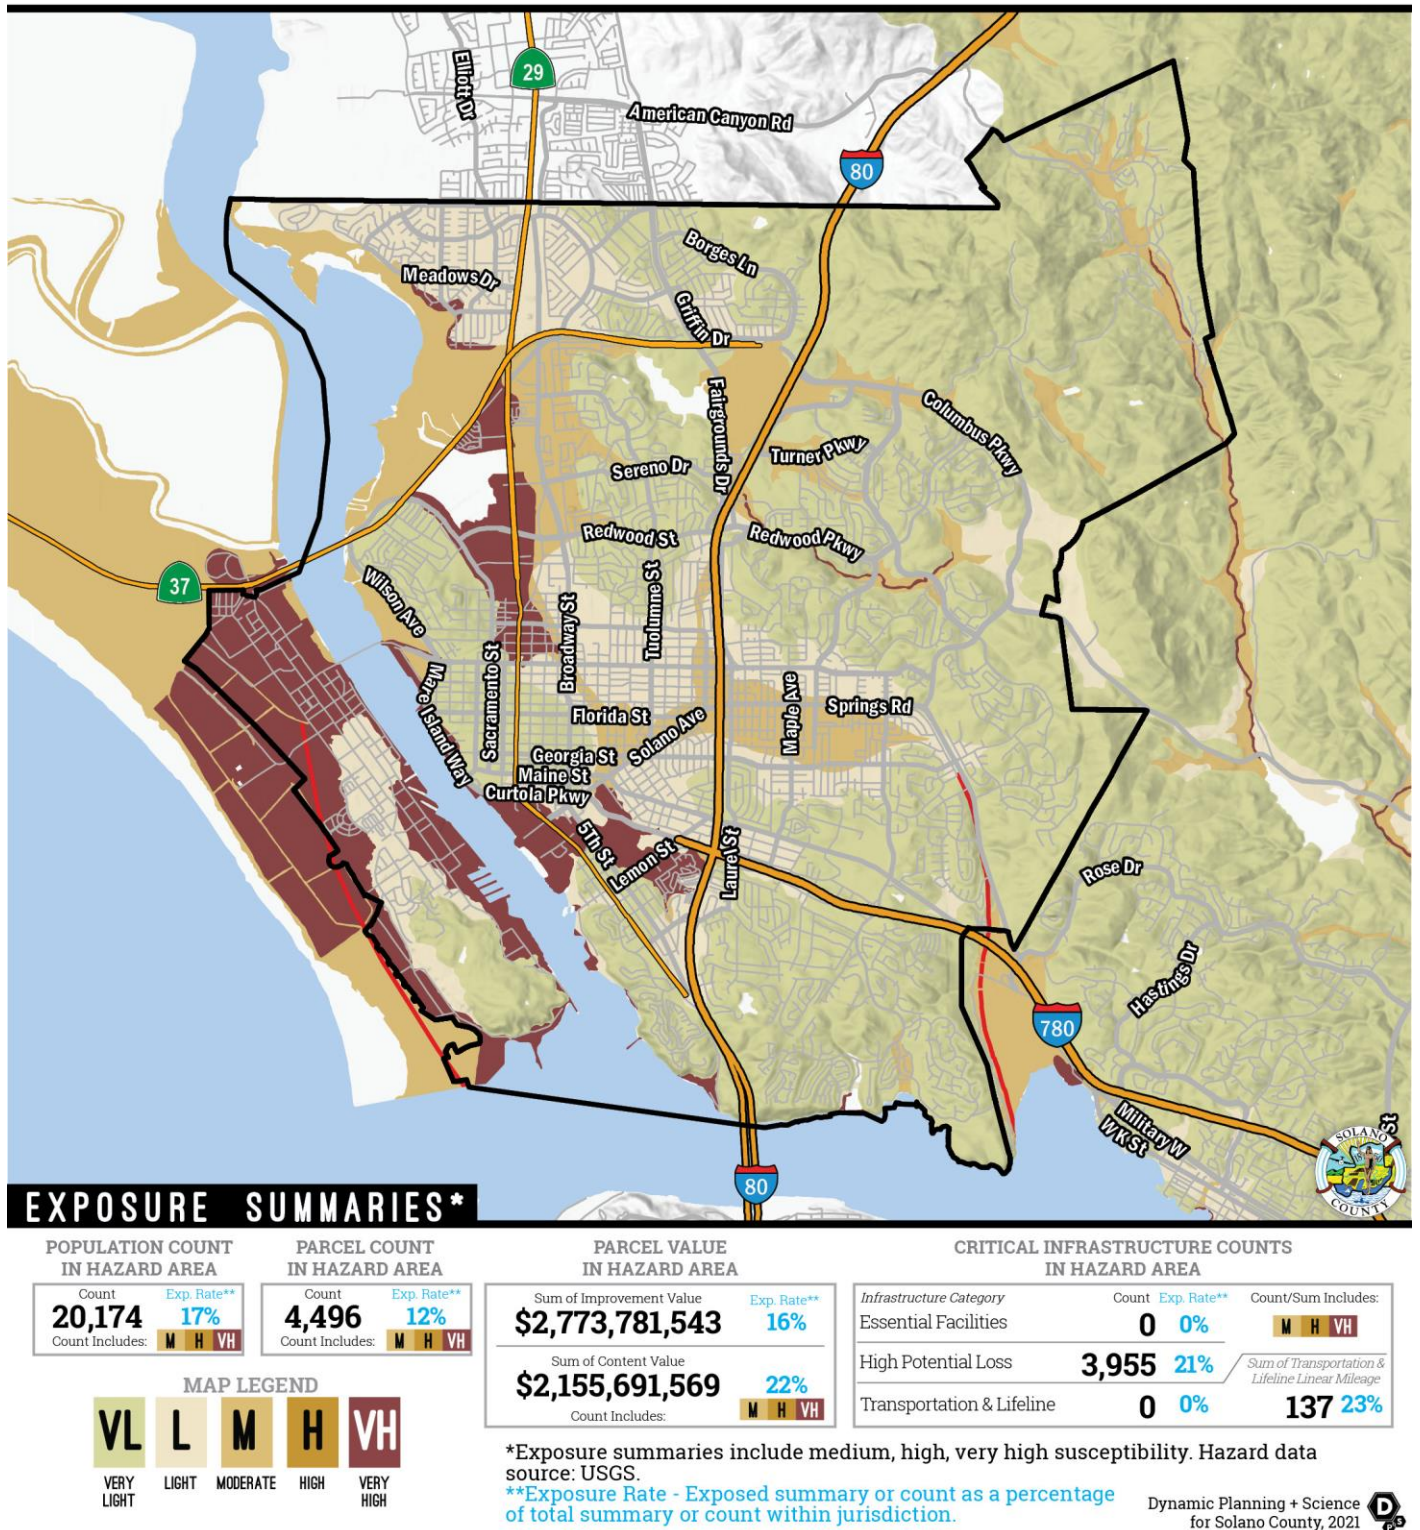 29
Elliott Dr
American Canyon Rd
80
Borges Ln
Meadows Dr
Griffin Dr
Fairgrounds Dr
Columbus Pkwy
Turner Pkwy
Sereno Dr
Redwood St
Redwood Pkwy
37
Wilson Ave
Tuolumne St
Broadway St
Sacramento St
Mare Island Way
Maple Ave
Springs Rd
Florida St
Solano Ave
Georgia St
Maine St
Curtola Pkwy
5Th St
Lemon St
Laurel St
Rose Dr
Hastings Dr
780
Military W
W K St
St
SOLANO
COUNTY
80
EXPOSURE SUMMARIES*
POPULATION COUNT
IN HAZARD AREA
Count Exp. Rate**
20,174 17%
Count Includes: M H VH
PARCEL COUNT
IN HAZARD AREA
Count Exp. Rate**
4,496 12%
Count Includes: M H VH
PARCEL VALUE
IN HAZARD AREA
Sum of Improvement Value Exp. Rate**
$2,773,781,543 16%
Sum of Content Value
$2,155,691,569 22%
Count Includes: M H VH
CRITICAL INFRASTRUCTURE COUNTS
IN HAZARD AREA
Infrastructure Category Count Exp. Rate** Count/Sum Includes:
Essential Facilities 0 0% M H VH
High Potential Loss 3,955 21% Sum of Transportation &
Lifeline Linear Mileage
Transportation & Lifeline 0 0% 137 23%
MAP LEGEND
VL L M H VH
VERY LIGHT LIGHT MODERATE HIGH VERY HIGH
*Exposure summaries include medium, high, very high susceptibility. Hazard data
source: USGS.
**Exposure Rate - Exposed summary or count as a percentage
of total summary or count within jurisdiction.
Dynamic Planning + Science
for Solano County, 2021
D
P S